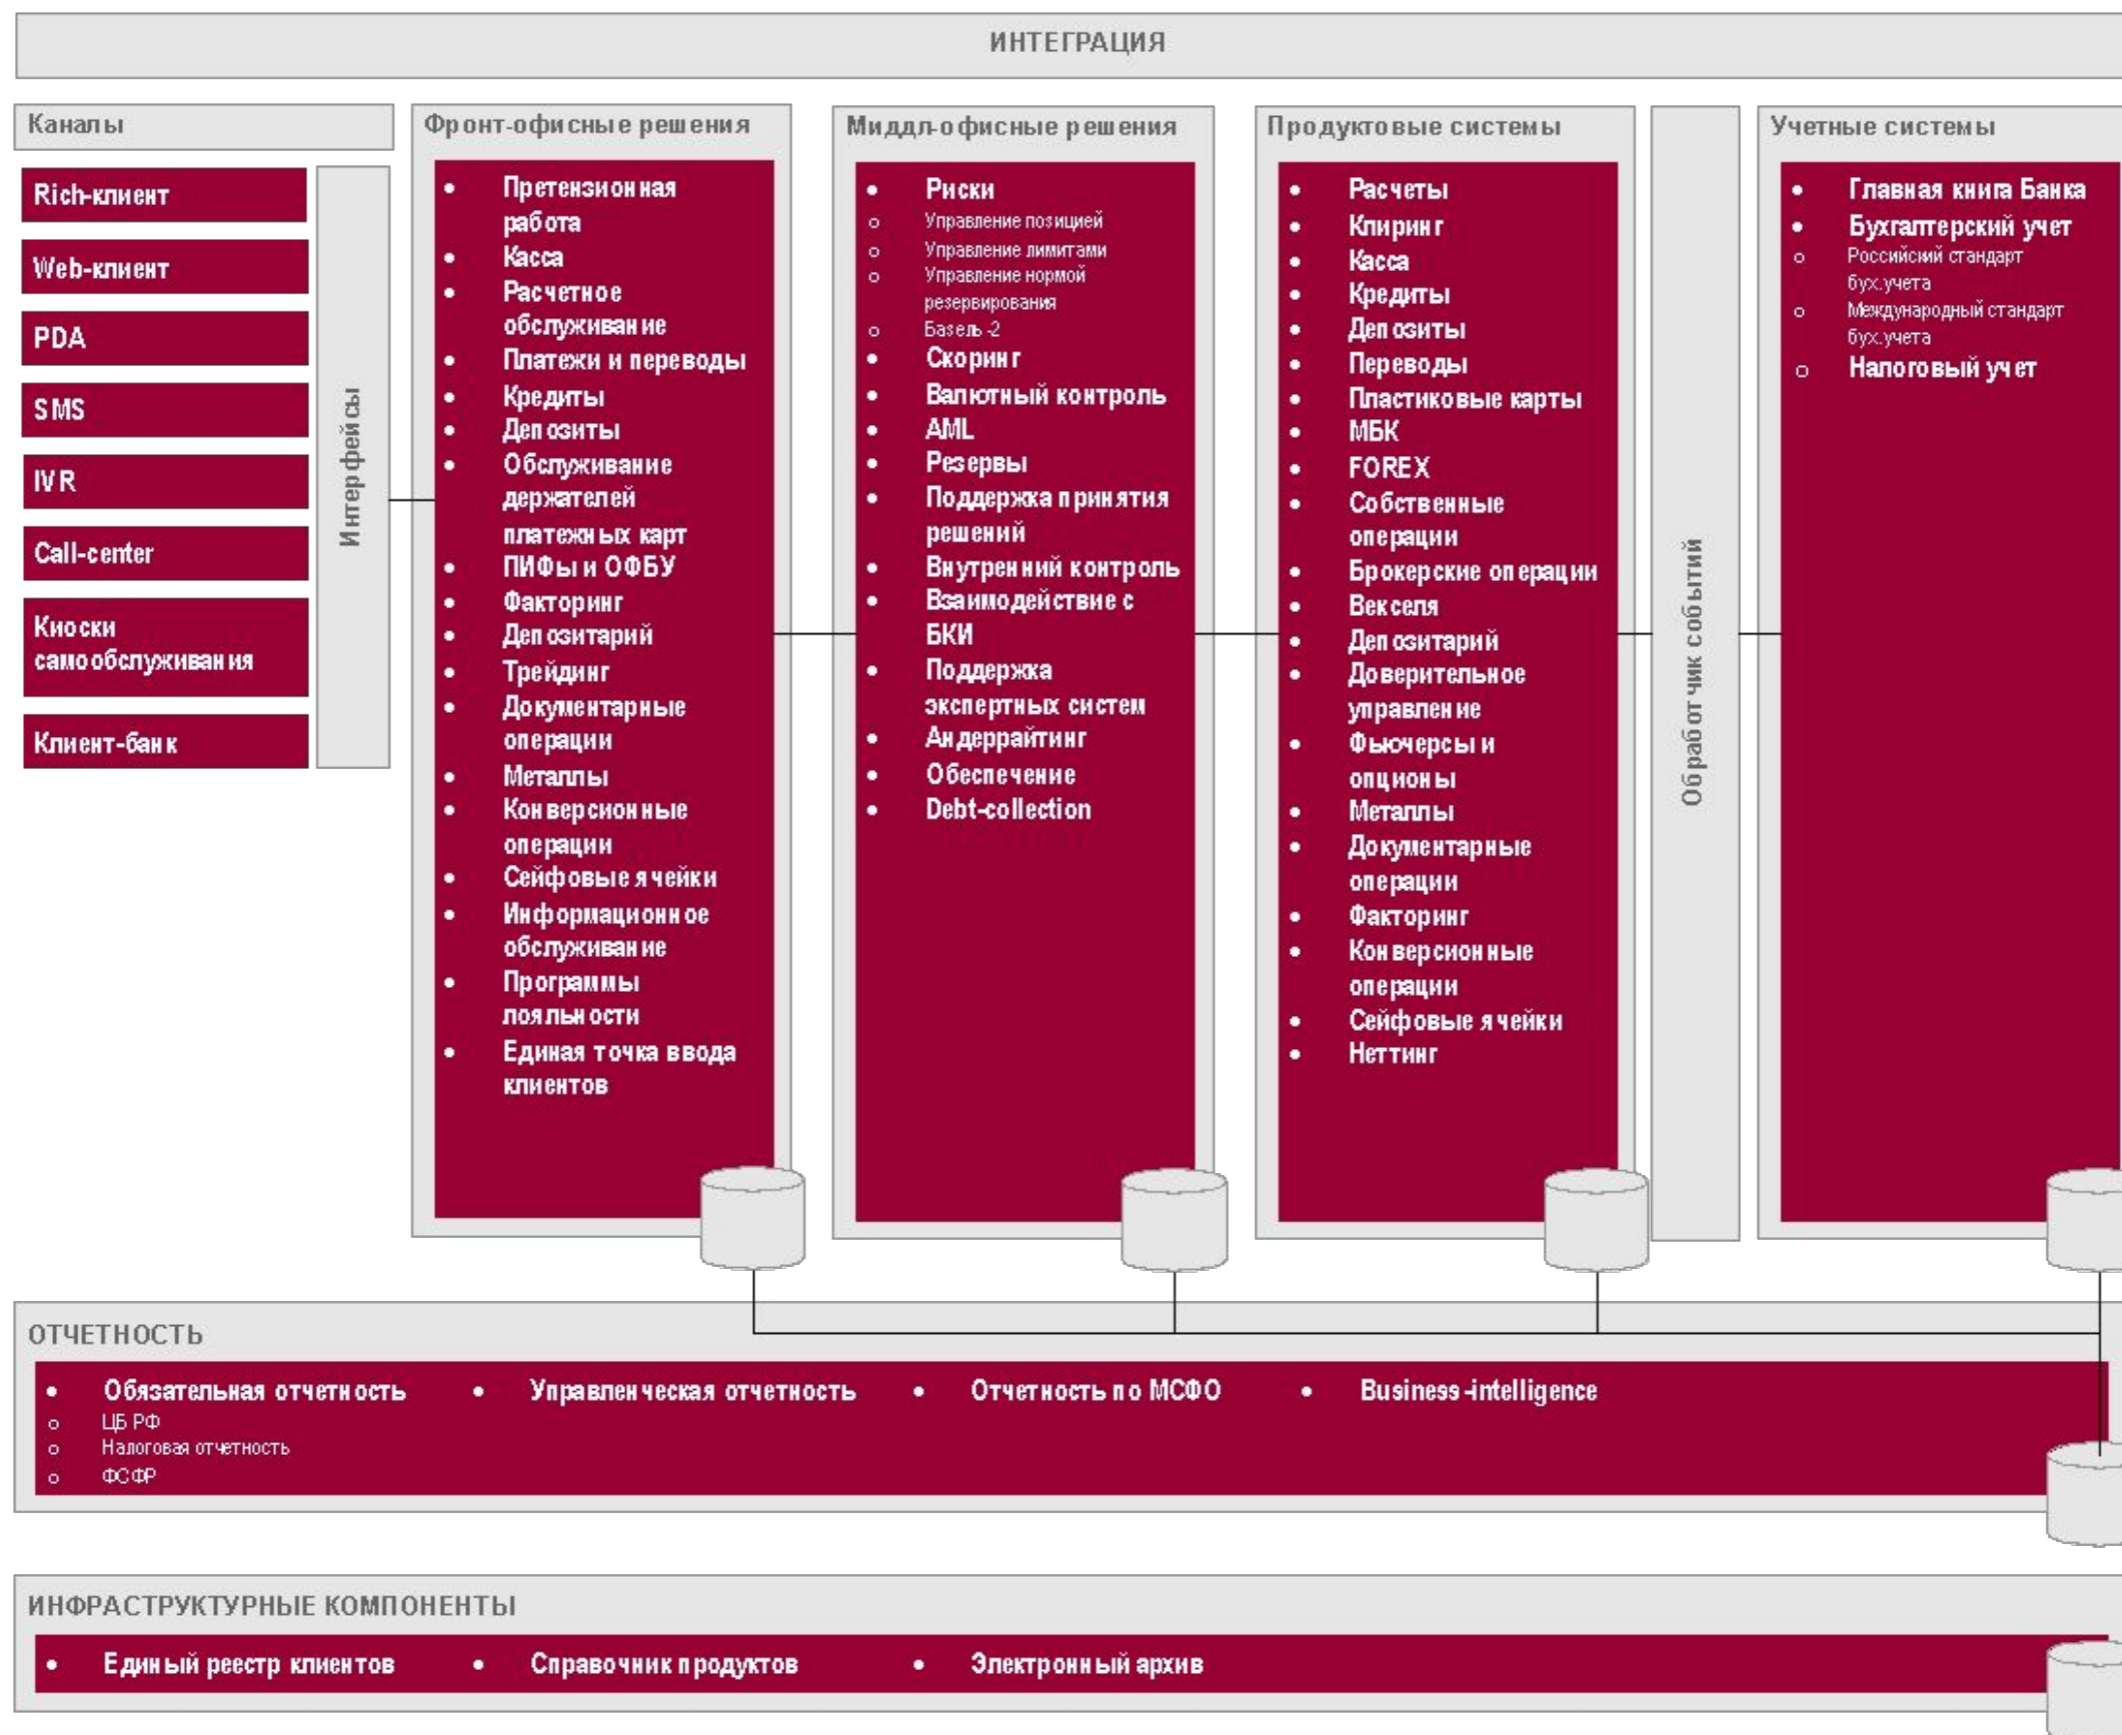 ИНТЕГРАЦИЯ
Каналы
Rich-клиент
Web-клиент
PDA
SMS
IVR
Call-center
Киоски
самообслуживания
Клиент-банк
Интерфейсы
Фронт-офисные решения
• Претензионная
работа
• Касса
• Расчетное
обслуживание
• Платежи и переводы
• Кредиты
• Депозиты
• Обслуживание
держателей
платежных карт
• ПИФы и ОФБУ
• Факторинг
• Депозитарий
• Трейдинг
• Документарные
операции
• Металлы
• Конверсионные
операции
• Сейфовые ячейки
• Информационное
обслуживание
• Программы
лояльности
• Единая точка ввода
клиентов
Миддл-офисные решения
• Риски
o Управление позицией
o Управление лимитами
o Управление нормой
резервирования
o Базель -2
• Скоринг
• Валютный контроль
• AML
• Резервы
• Поддержка принятия
решений
• Внутренний контроль
• Взаимодействие с
БКИ
• Поддержка
экспертных систем
• Андеррайтинг
• Обеспечение
• Debt-collection
Продуктовые системы
• Расчеты
• Клиринг
• Касса
• Кредиты
• Депозиты
• Переводы
• Пластиковые карты
• МБК
• FOREX
• Собственные
операции
• Брокерские операции
• Векселя
• Депозитарий
• Доверительное
управление
• Фьючерсы и
опционы
• Металлы
• Документарные
операции
• Факторинг
• Конверсионные
операции
• Сейфовые ячейки
• Неттинг
Обработчик событий
Учетные системы
• Главная книга Банка
• Бухгалтерский учет
o Российский стандарт
бух.учета
o Международный стандарт
бух.учета
o Налоговый учет
ОТЧЕТНОСТЬ
• Обязательная отчетность
o ЦБ РФ
o Налоговая отчетность
o ФСФР
• Управленческая отчетность
• Отчетность по МСФО
• Business-intelligence
ИНФРАСТРУКТУРНЫЕ КОМПОНЕНТЫ
• Единый реестр клиентов
• Справочник продуктов
• Электронный архив